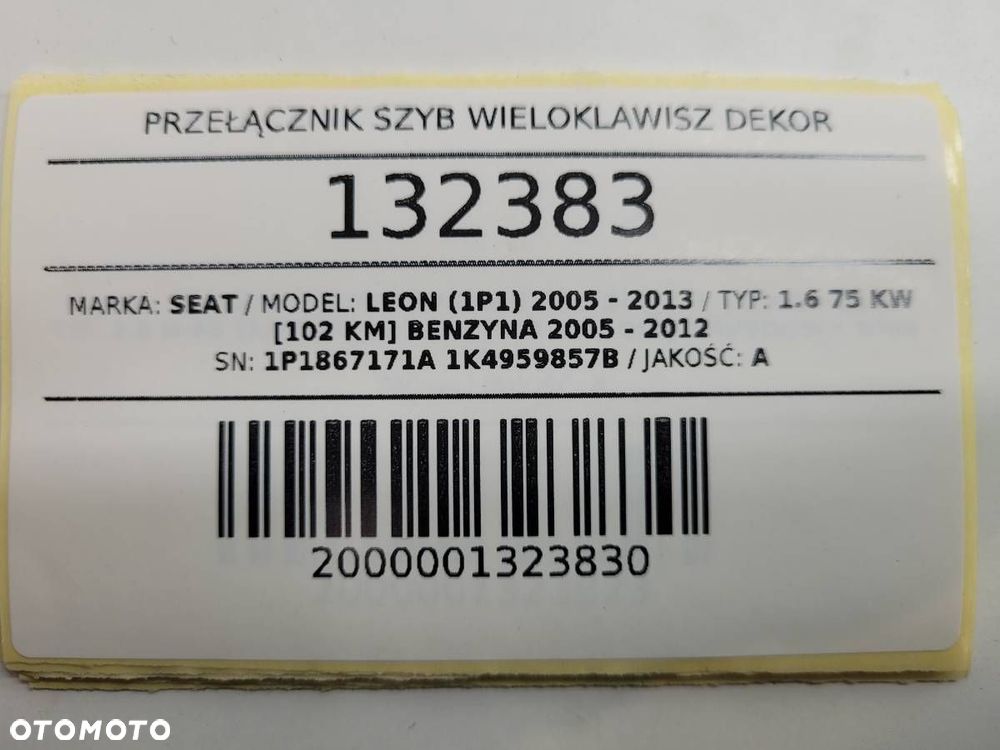 PRZEŁĄCZNIK SZYB WIELOKLAWISZ DEKOR
132383
MARKA: SEAT / MODEL: LEON (1P1) 2005 - 2013 / TYP: 1.6 75 KW
[102 KM] BENZYNA 2005 - 2012
SN: 1P1867171A 1K4959857B / JAKOŚĆ: A
2000001323830
OTOMOTO